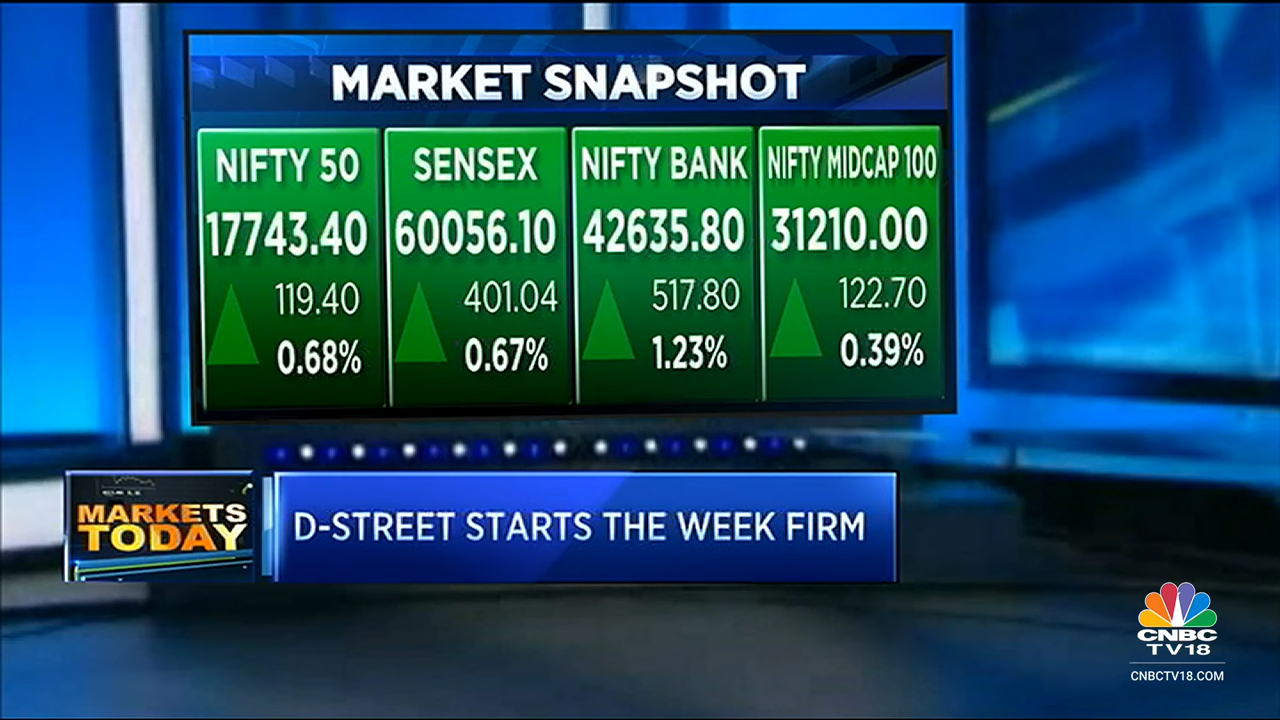 MARKET SNAPSHOT
NIFTY 50
17743.40
119.40
0.68%
SENSEX
60056.10
401.04
0.67%
NIFTY BANK
42635.80
517.80
1.23%
NIFTY MIDCAP 100
31210.00
122.70
0.39%
MARKETS
TODAY
D-STREET STARTS THE WEEK FIRM
CNBC
TV18
CNBCTV18.COM